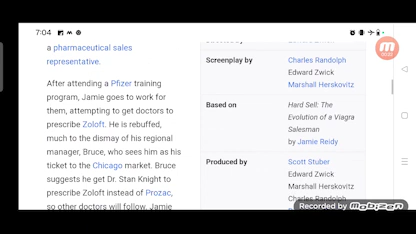 7:04
a pharmaceutical sales
representative.
After attending a Pfizer training
program, Jamie goes to work for
them, attempting to get doctors to
prescribe Zoloft. He is rebuffed,
much to the dismay of his regional
manager, Bruce, who sees him as his
ticket to the Chicago market. Bruce
suggests he get Dr. Stan Knight to
prescribe Zoloft instead of Prozac,
so other doctors will follow. Jamie
Screenplay by
Charles Randolph
Edward Zwick
Marshall Herskovitz
Based on
Hard Sell: The
Evolution of a Viagra
Salesman
by Jamie Reidy
Produced by
Scott Stuber
Edward Zwick
Marshall Herskovitz
Recorded by
Mobizen